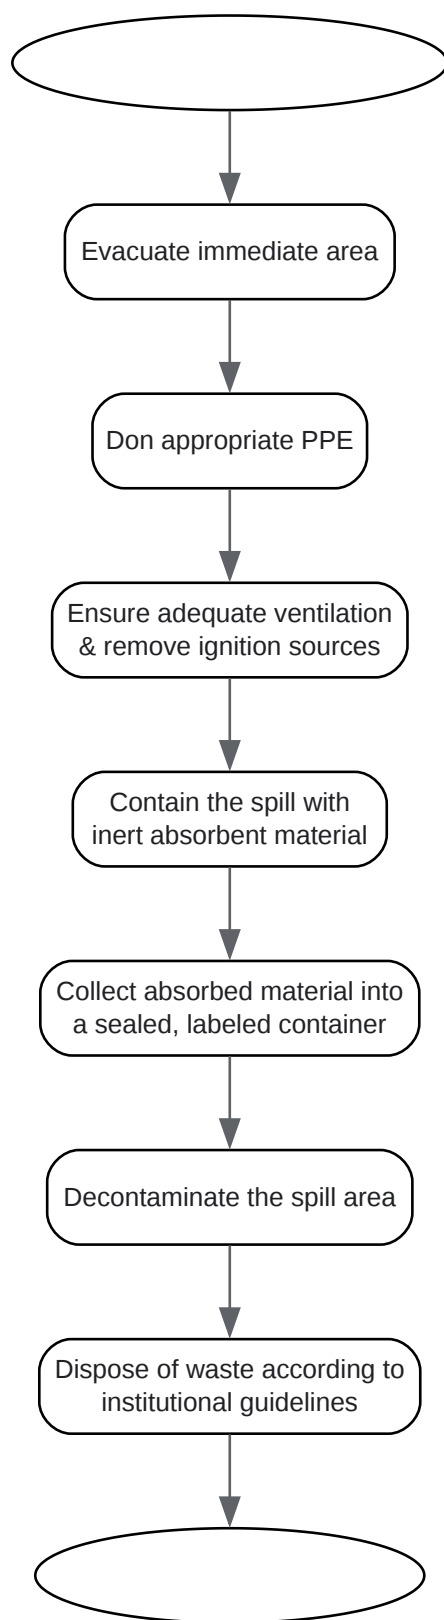 Evacuate immediate area
Don appropriate PPE
Ensure adequate ventilation
& remove ignition sources
Contain the spill with
inert absorbent material
Collect absorbed material into
a sealed, labeled container
Decontaminate the spill area
Dispose of waste according to
institutional guidelines